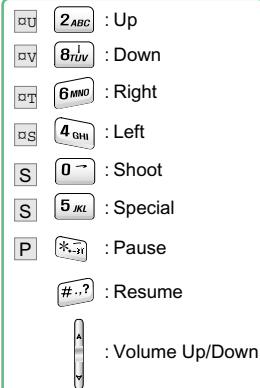 ¤U 2ABC : Up
¤V 8TUV : Down
¤T 6MNO : Right
¤S 4GHI : Left
S 0 : Shoot
S 5JKL : Special
P * : Pause
#.,? : Resume
: Volume Up/Down